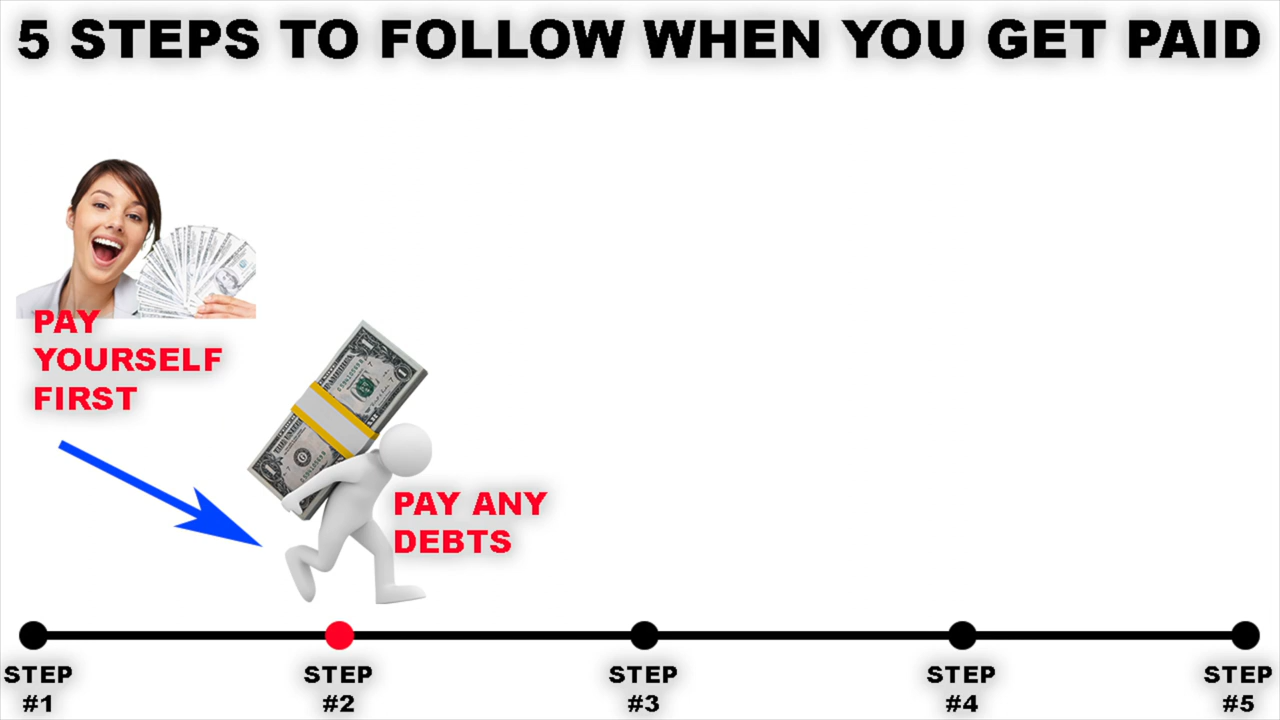 5 STEPS TO FOLLOW WHEN YOU GET PAID
PAY
YOURSELF
FIRST
PAY ANY
DEBTS
STEP
#1
STEP
#2
STEP
#3
STEP
#4
STEP
#5